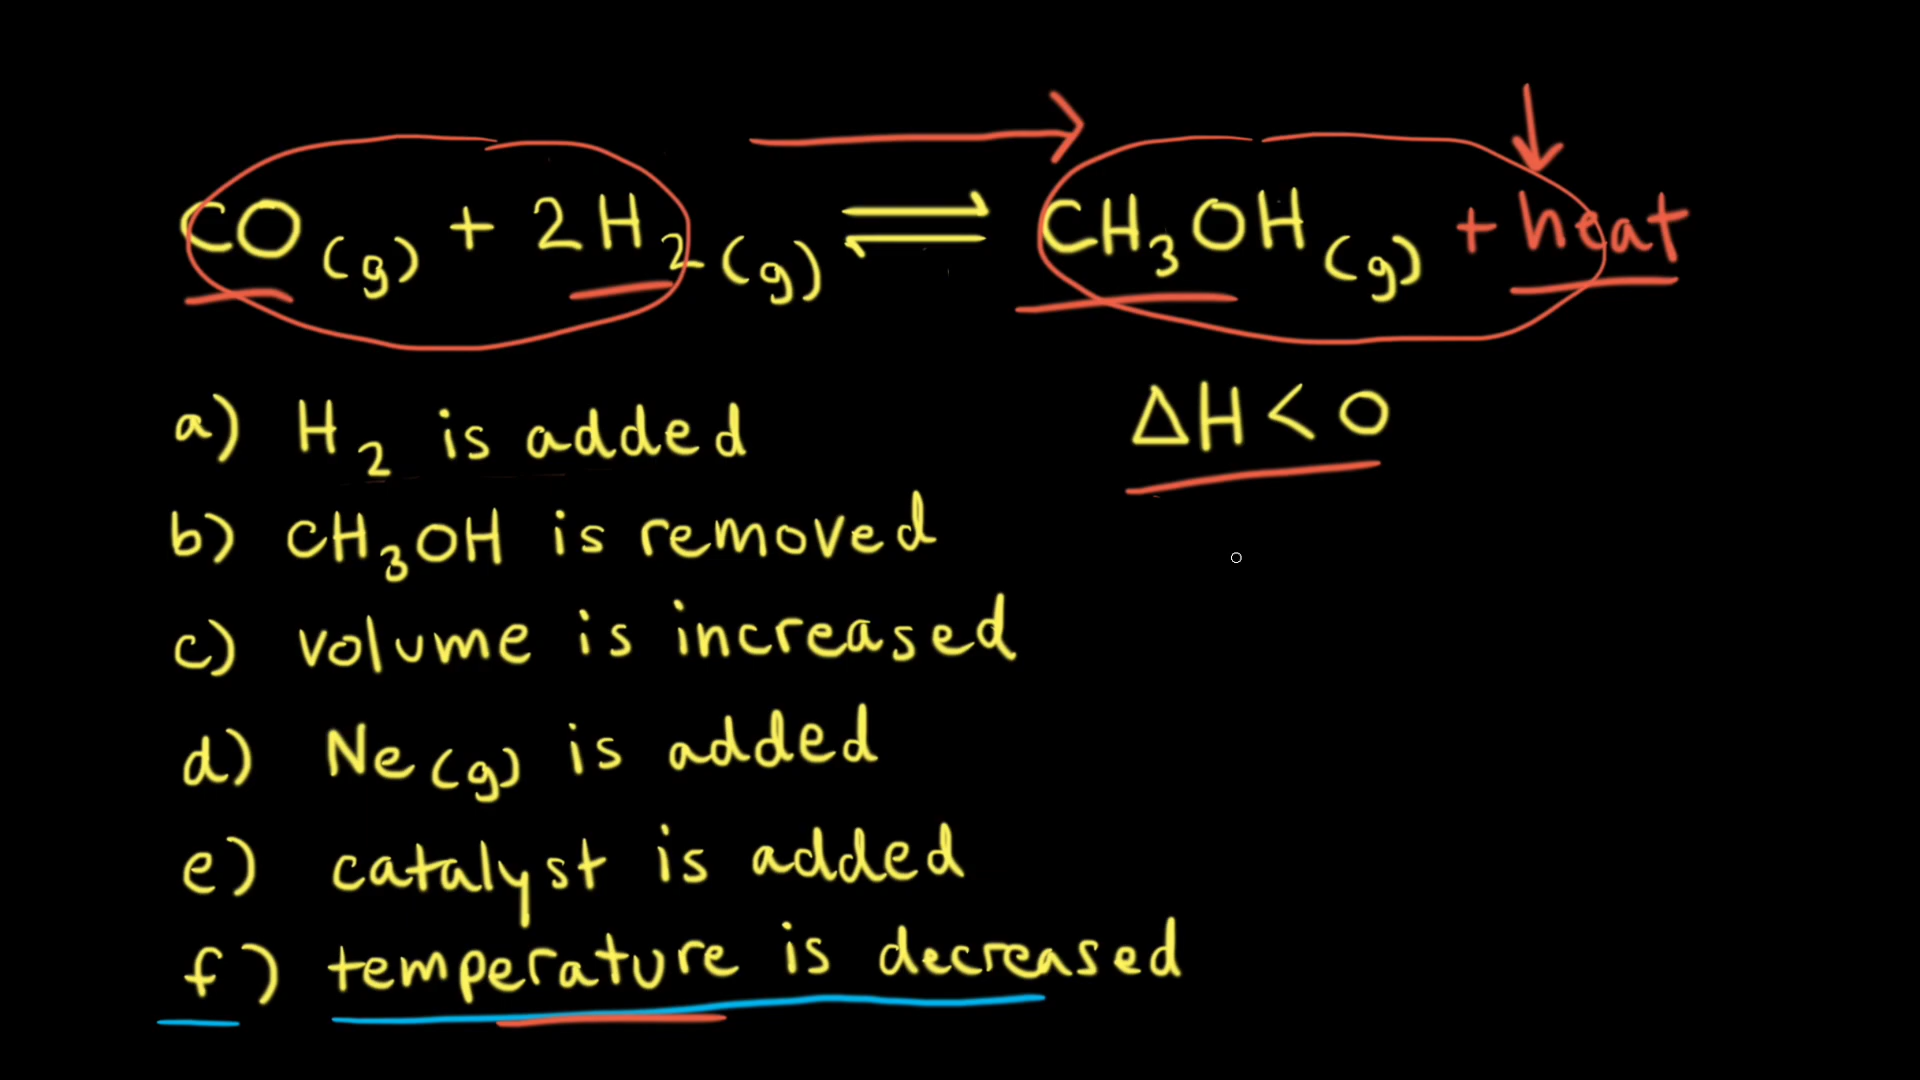 CO(g) + 2H₂(g) ⇌ CH₃OH(g) + heat
ΔH < 0
a) H₂ is added
b) CH₃OH is removed
c) volume is increased
d) Ne(g) is added
e) catalyst is added
f) temperature is decreased